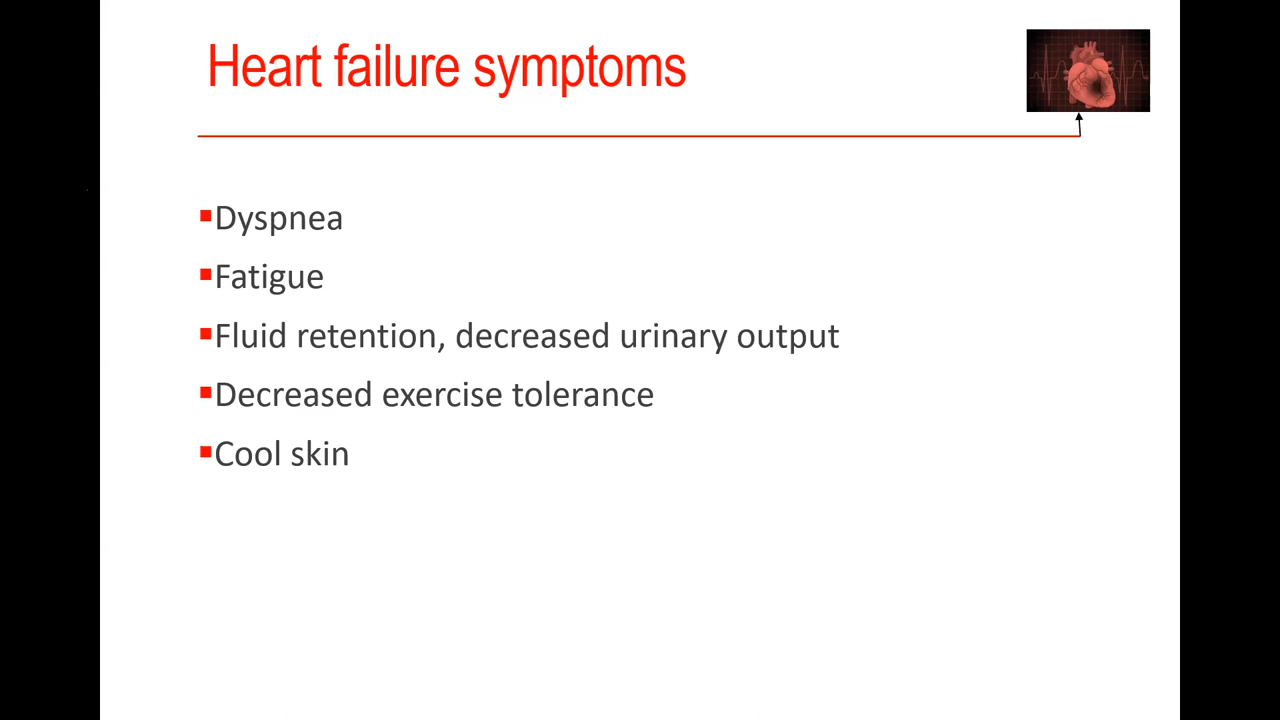 Heart failure symptoms
▪Dyspnea
▪Fatigue
▪Fluid retention, decreased urinary output
▪Decreased exercise tolerance
▪Cool skin